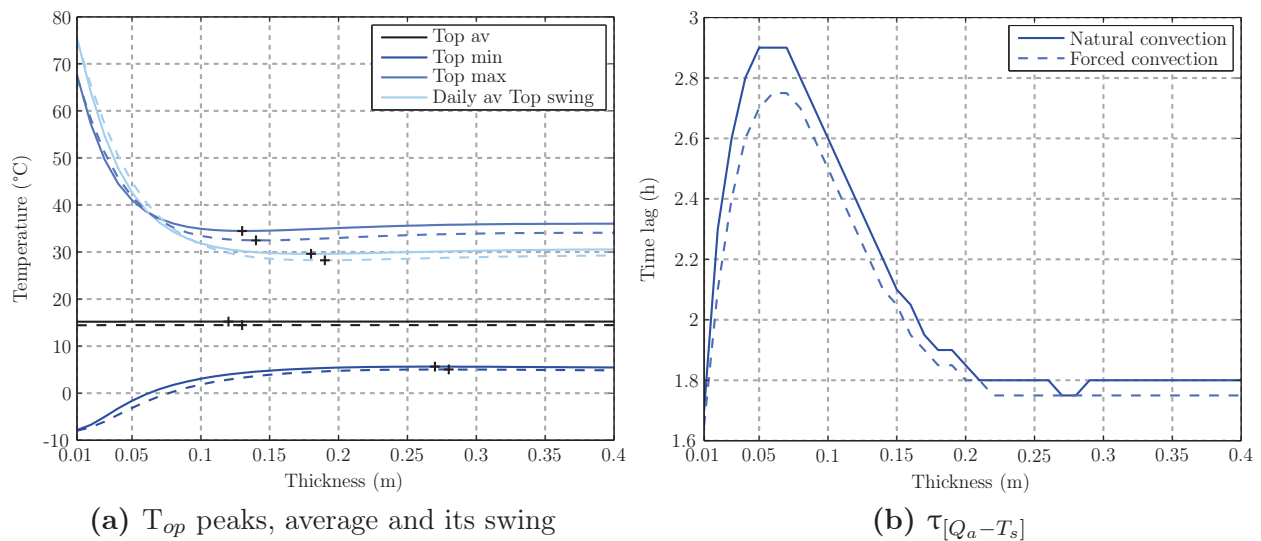 80
70
60
50
40
30
20
10
0
-10
Temperature (°C)
0.01 0.05 0.1 0.15 0.2 0.25 0.3 0.35 0.4
Thickness (m)
Top av
Top min
Top max
Daily av Top swing
(a) T_op peaks, average and its swing
3
2.8
2.6
2.4
2.2
2
1.8
1.6
Time lag (h)
0.01 0.05 0.1 0.15 0.2 0.25 0.3 0.35 0.4
Thickness (m)
Natural convection
Forced convection
(b) τ_[Q_a−T_s]